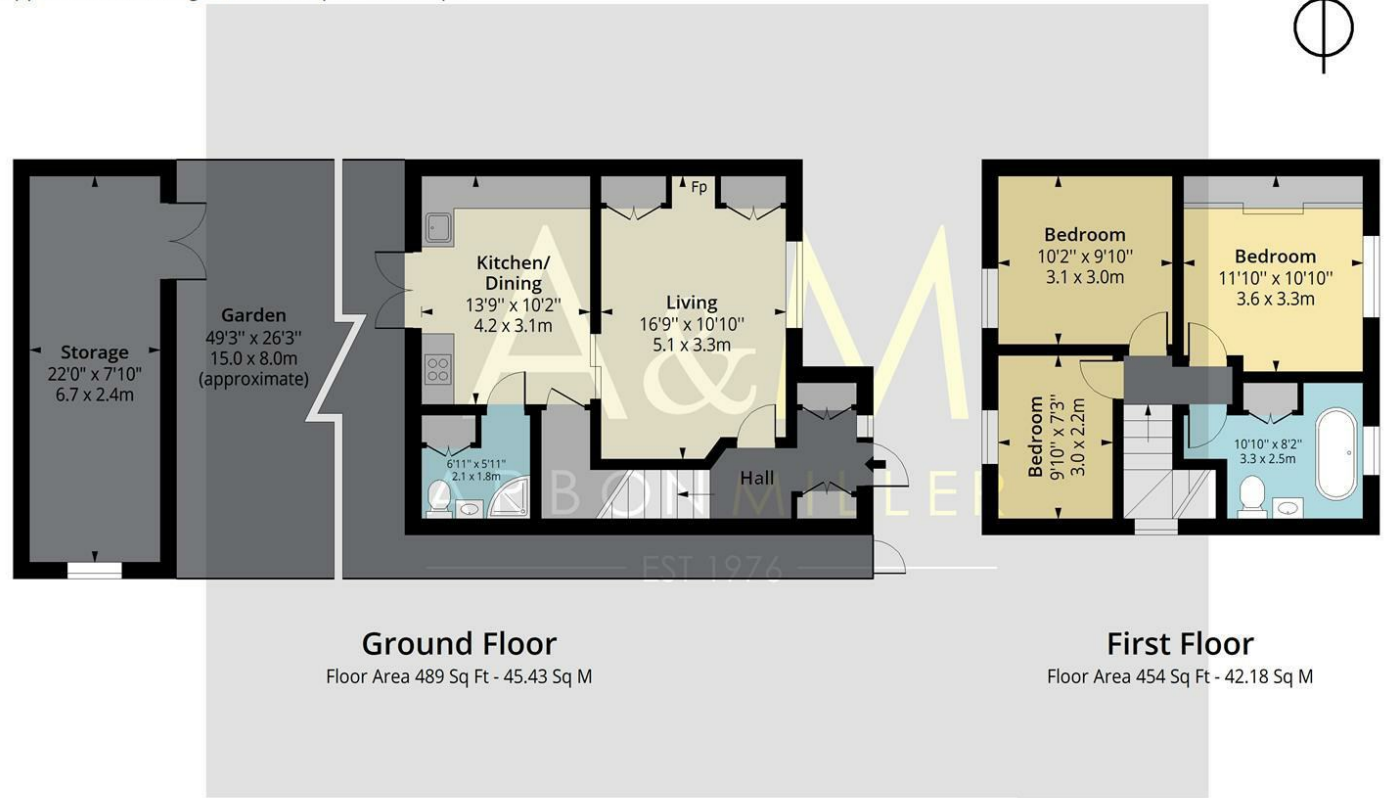 Storage
22'0" x 7'10"
6.7 x 2.4m
Garden
49'3" x 26'3"
15.0 x 8.0m
(approximate)
Kitchen/
Dining
13'9" x 10'2"
4.2 x 3.1m
Fp
Living
16'9" x 10'10"
5.1 x 3.3m
6'11" x 5'11"
2.1 x 1.8m
Hall
Bedroom
10'2" x 9'10"
3.1 x 3.0m
Bedroom
11'10" x 10'10"
3.6 x 3.3m
Bedroom
9'10" x 7'3"
3.0 x 2.2m
10'10" x 8'2"
3.3 x 2.5m
A&M
ARBON MILLER
EST 1976
Ground Floor
Floor Area 489 Sq Ft - 45.43 Sq M
First Floor
Floor Area 454 Sq Ft - 42.18 Sq M